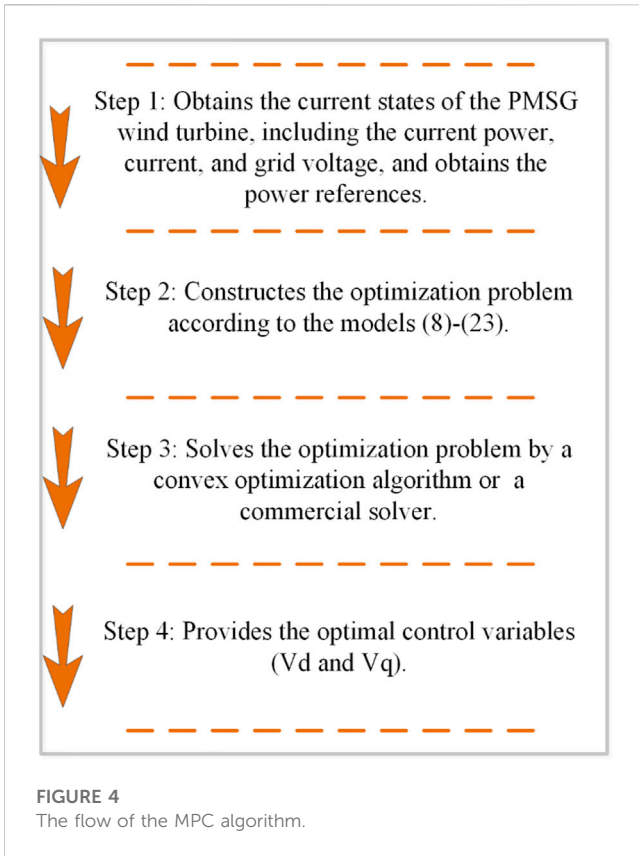 Step 1: Obtains the current states of the PMSG
wind turbine, including the current power,
current, and grid voltage, and obtains the
power references.
Step 2: Constructes the optimization problem
according to the models (8)-(23).
Step 3: Solves the optimization problem by a
convex optimization algorithm or a
commercial solver.
Step 4: Provides the optimal control variables
(Vd and Vq).
FIGURE 4
The flow of the MPC algorithm.